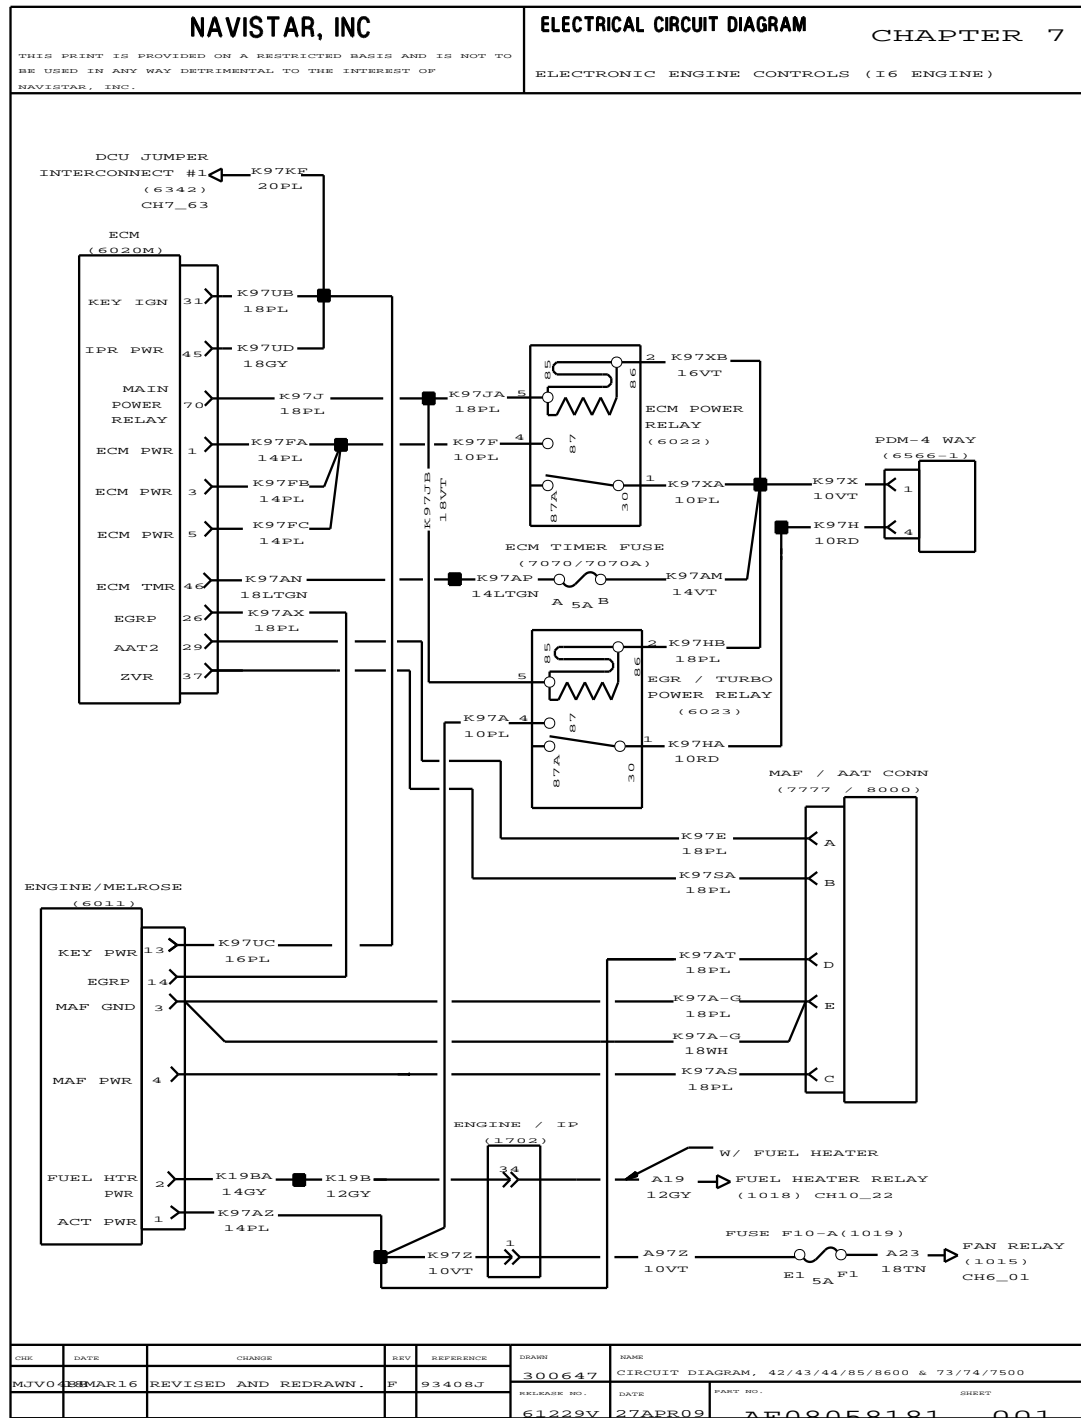 NAVISTAR, INC
THIS PRINT IS PROVIDED ON A RESTRICTED BASIS AND IS NOT TO
BE USED IN ANY WAY DETRIMENTAL TO THE INTEREST OF
NAVISTAR, INC.
ELECTRICAL CIRCUIT DIAGRAM
CHAPTER 7
ELECTRONIC ENGINE CONTROLS (I6 ENGINE)
DCU JUMPER
INTERCONNECT #1
(6342)
CH7_63
K97KF
20PL
ECM
(6020M)
KEY IGN
31
K97UB
18PL
IPR PWR
45
K97UD
18GY
MAIN
POWER
RELAY
70
K97J
18PL
K97JA
18PL
5
ECM PWR
1
K97FA
14PL
K97F
10PL
4
ECM PWR
3
K97FB
14PL
ECM PWR
5
K97FC
14PL
K97JB
18VT
85
86
87
87A
30
2
K97XB
16VT
ECM POWER
RELAY
(6022)
1
K97XA
10PL
PDM-4 WAY
(6566-1)
K97X
10VT
1
K97H
10RD
4
ECM TIMER FUSE
(7070/7070A)
ECM TMR
46
K97AN
18LTGN
K97AP
14LTGN
A
5A
B
K97AM
14VT
EGRP
26
K97AX
18PL
AAT2
29
ZVR
37
85
86
87
87A
30
5
2
K97HB
18PL
EGR / TURBO
POWER RELAY
(6023)
K97A
10PL
4
1
K97HA
10RD
MAF / AAT CONN
(7777 / 8000)
K97E
18PL
A
K97SA
18PL
B
ENGINE/MELROSE
(6011)
KEY PWR
13
K97UC
16PL
K97AT
18PL
D
EGRP
14
MAF GND
3
K97A-G
18PL
E
K97A-G
18WH
MAF PWR
4
K97AS
18PL
C
ENGINE / IP
(1702)
W/ FUEL HEATER
FUEL HTR
PWR
2
K19BA
14GY
K19B
12GY
34
A19
12GY
FUEL HEATER RELAY
(1018) CH10_22
ACT PWR
1
K97AZ
14PL
FUSE F10-A(1019)
K97Z
10VT
1
A97Z
10VT
E1
5A
F1
A23
18TN
FAN RELAY
(1015)
CH6_01
CHK
DATE
CHANGE
REV
REFERENCE
DRAWN
NAME
300647
CIRCUIT DIAGRAM, 42/43/44/85/8600 & 73/74/7500
REVISED AND REDRAWN.
F
93408J
RELEASE NO.
DATE
PART NO.
SHEET
61229V
27APR09
AF08058181
001